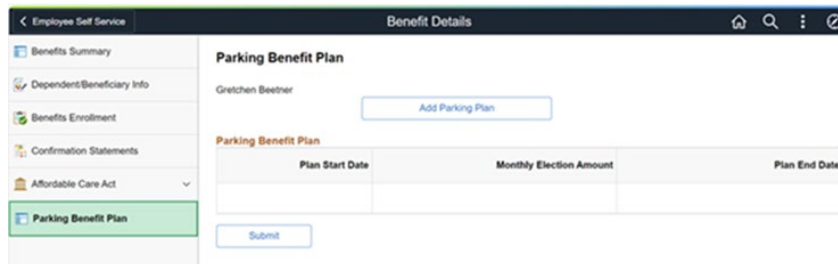 Employee Self Service
Benefit Details
Benefits Summary
Dependent/Beneficiary Info
Benefits Enrollment
Confirmation Statements
Affordable Care Act
Parking Benefit Plan
Parking Benefit Plan
Gretchen Beetner
Add Parking Plan
Parking Benefit Plan
Plan Start Date Monthly Election Amount Plan End Date
Submit